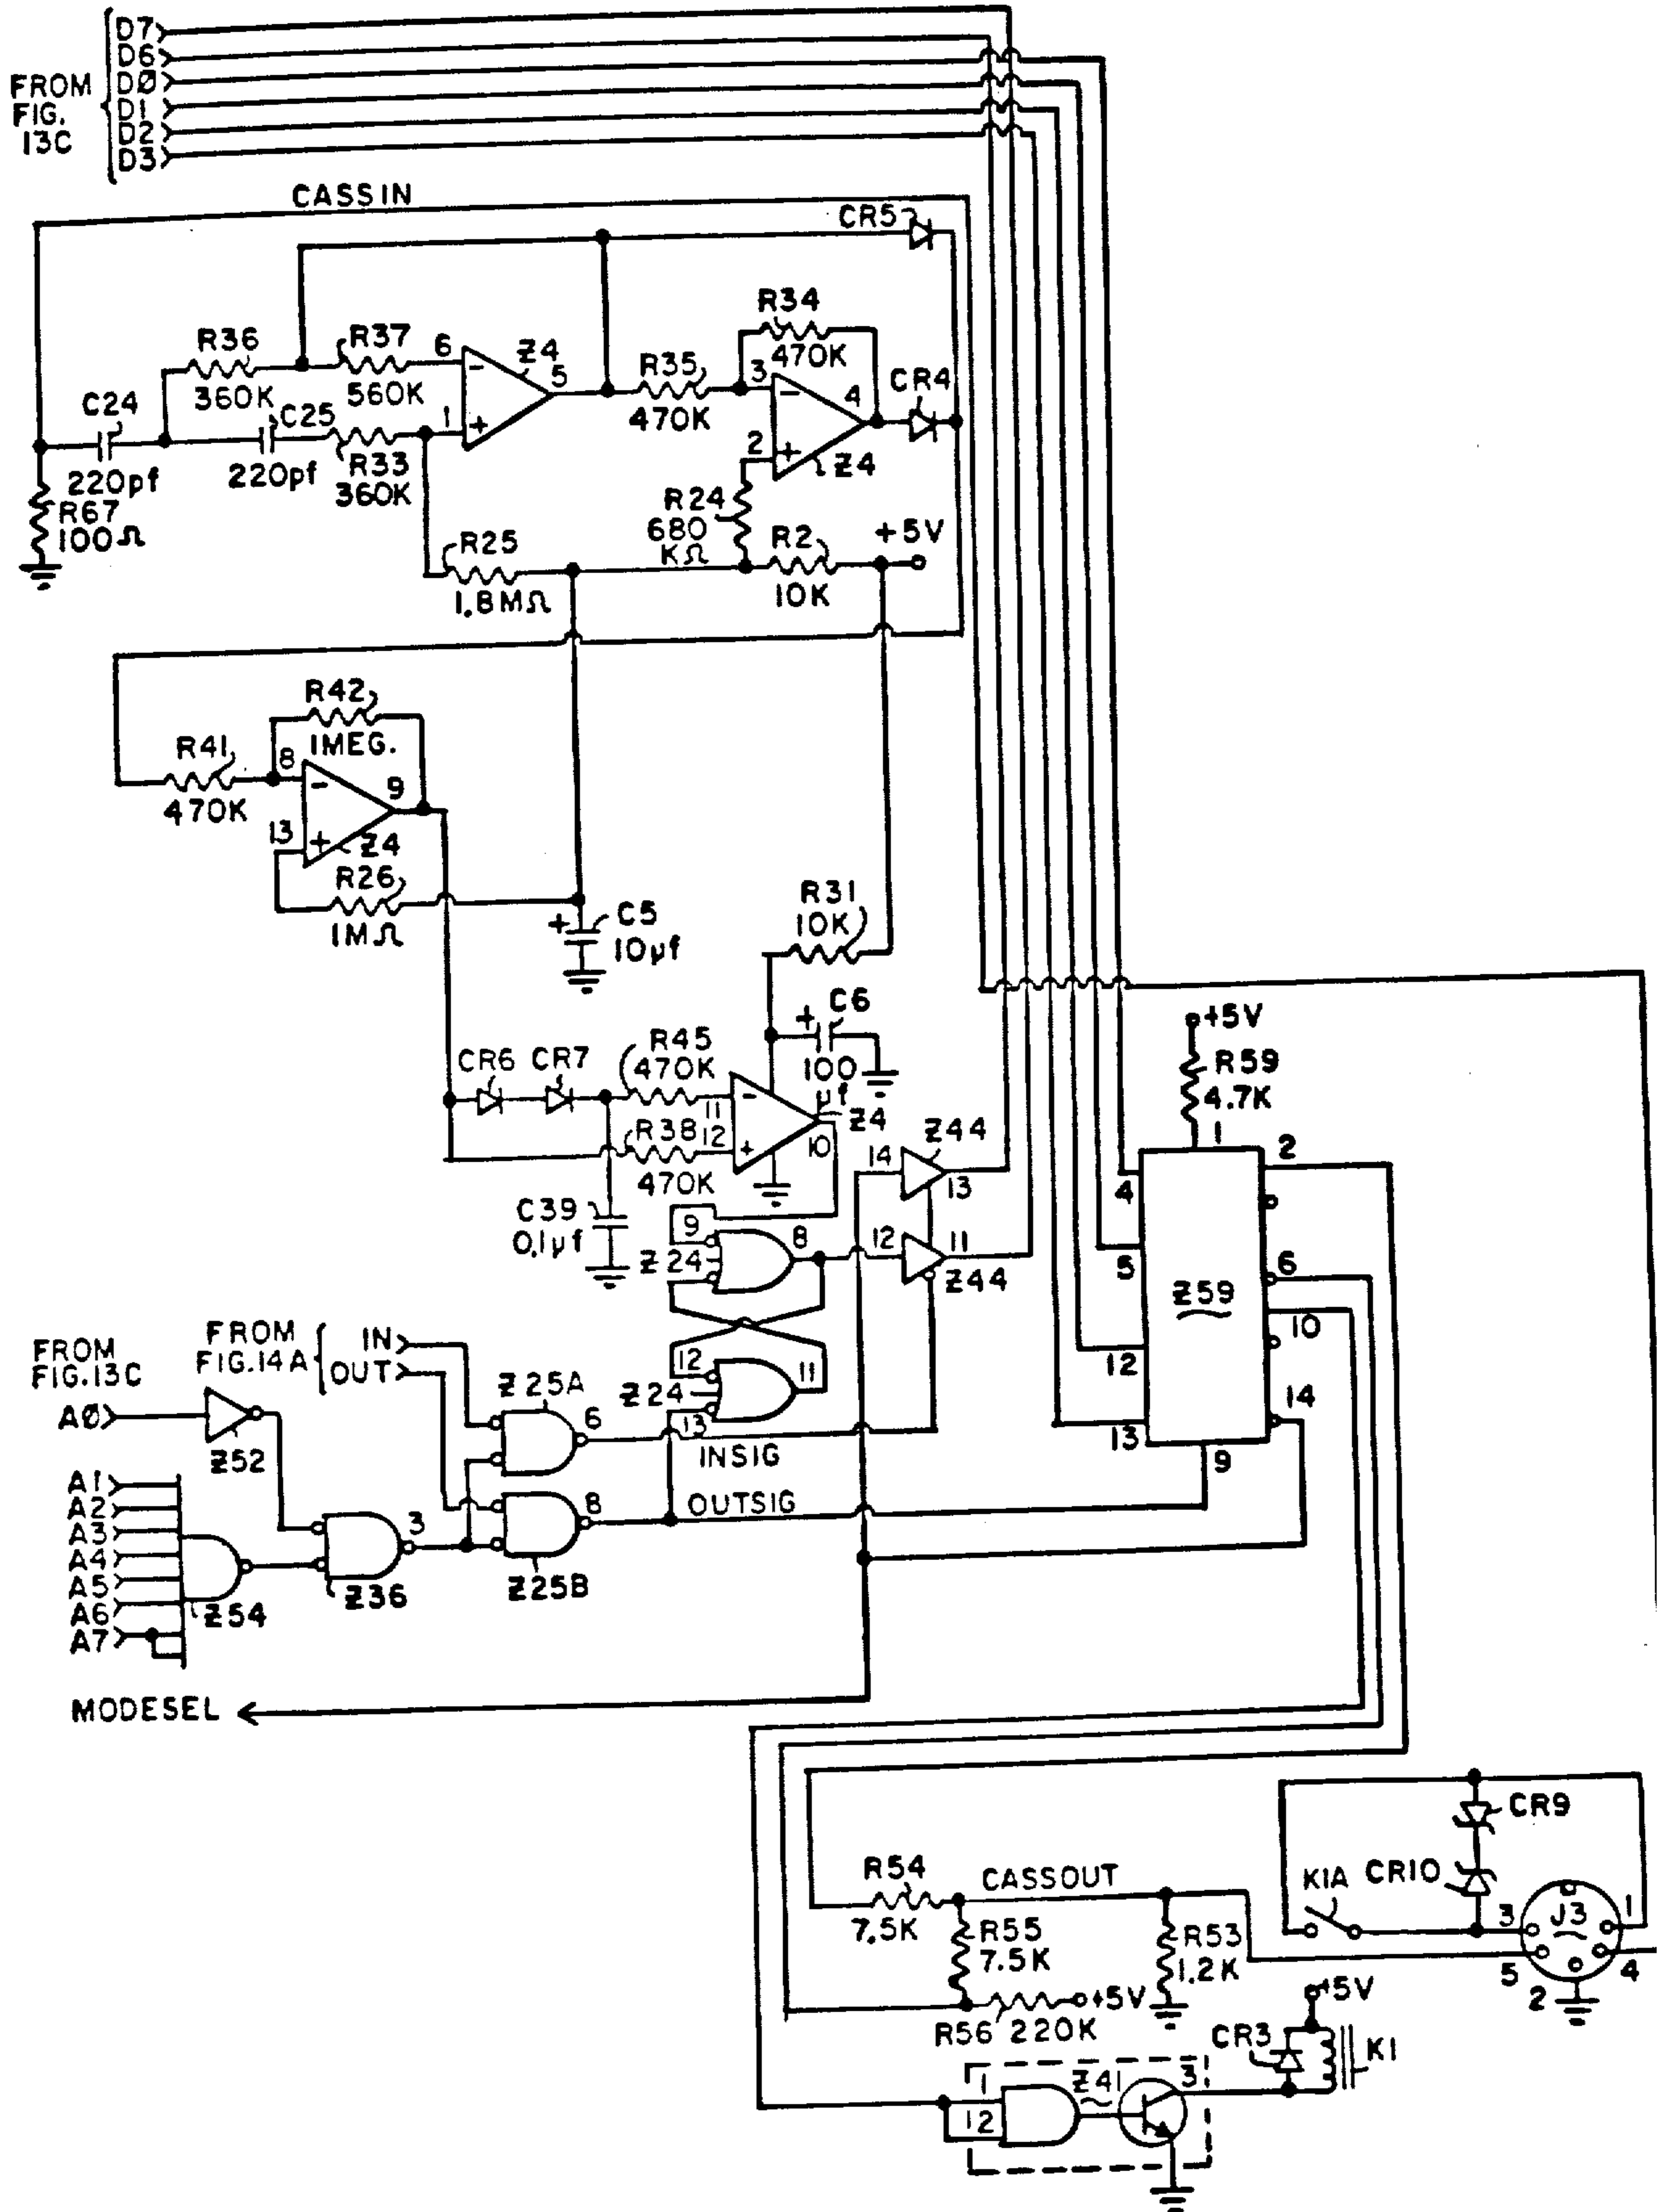 D7
D6
FROM
FIG.
13C
DØ
D1
D2
D3
CASSIN
CR5
R34
470K
R36
360K
R37
560K
6
-
Z4
5
R35
470K
3
-
4
CR4
C24
220pf
C25
220pf
R33
360K
1
+
2
+
Z4
R67
100Ω
R24
680
KΩ
R2
10K
+5V
R25
1.8MΩ
R42
1MEG.
R41
470K
8
-
9
13
+
Z4
R26
1MΩ
+
C5
10µf
R31
10K
+
C6
100
µf
+5V
R59
4.7K
CR6
CR7
R45
470K
11
-
Z4
R38
470K
12
+
10
C39
0.1µf
14
Z44
13
1
2
4
9
Z24
8
12
11
Z44
5
6
Z59
10
FROM
FIG.13C
FROM
FIG.14A
IN
OUT
Z25A
6
12
Z24
11
13
12
14
13
9
AØ
Z52
INSIG
A1
A2
A3
A4
A5
A6
A7
Z54
3
Z36
8
OUTSIG
Z25B
MODESEL
CR9
R54
7.5K
CASSOUT
K1A
CR10
R55
7.5K
R53
1.2K
3
J3
1
5
4
2
R56 220K
+5V
+5V
CR3
K1
1
Z41
3
12